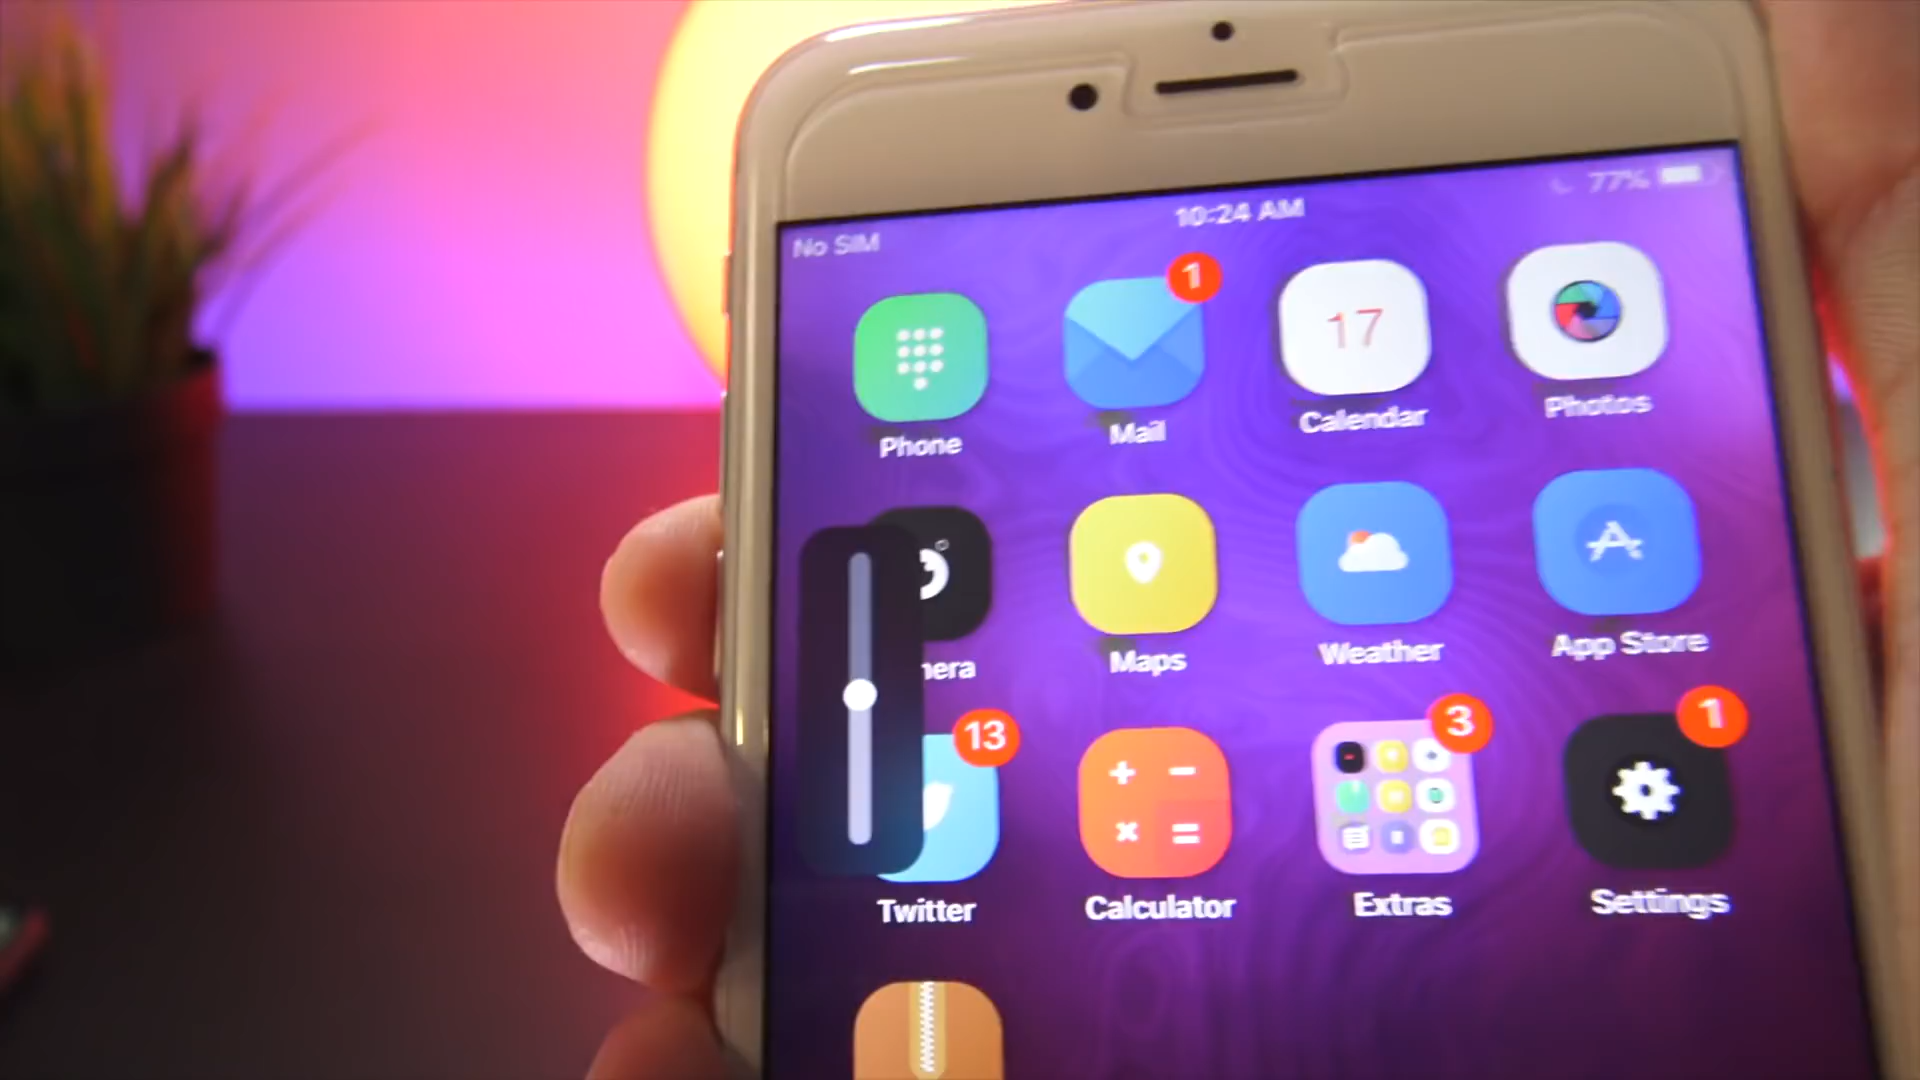 No SIM
10:24 AM
77%
1
17
Phone
Mail
Calendar
Photos
mera
Maps
Weather
App Store
13
3
1
Twitter
Calculator
Extras
Settings